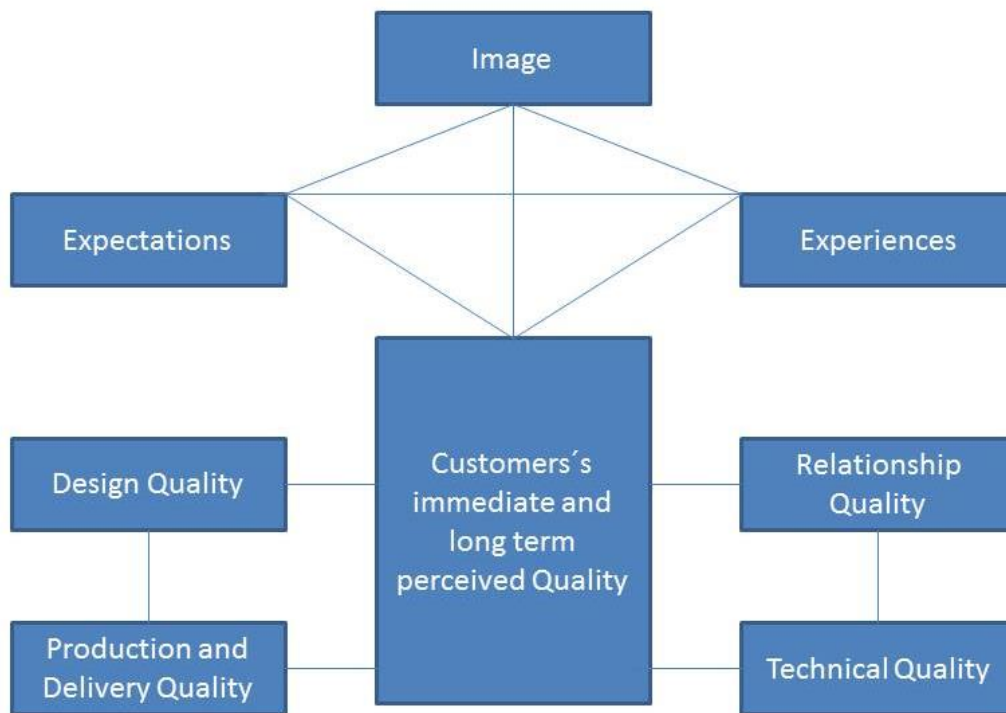 Image
Expectations
Experiences
Design Quality
Customers´s
immediate and
long term
perceived Quality
Relationship
Quality
Production and
Delivery Quality
Technical Quality